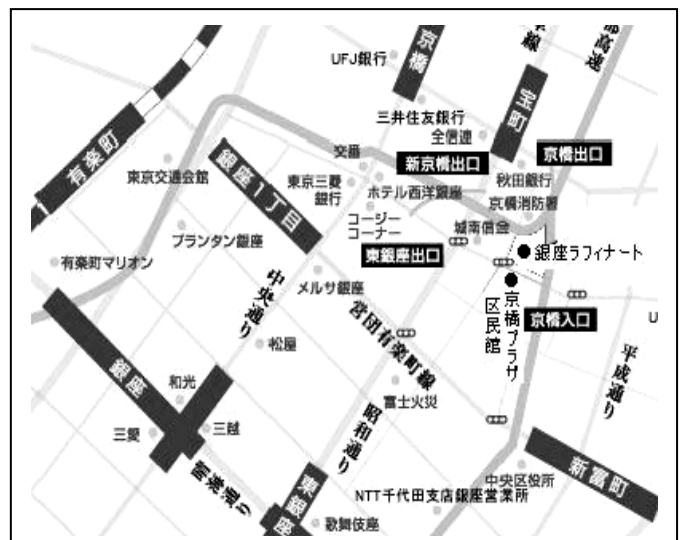 京橋
都高速
UFJ銀行
三井住友銀行
宝町
全信連
交番
新京橋出口
京橋出口
有楽町
東京交通会館
銀座1丁目
東京三菱
銀行
ホテル西洋銀座
秋田銀行
京橋消防署
コージー
コーナー
城南信金
プランタン銀座
東銀座出口
銀座ラフィナート
有楽町マリオン
中央通り
メルサ銀座
営団有楽町線
京橋プラザ
区民館
京橋入口
U
松屋
平成通り
銀座
和光
富士火災
昭和通り
三愛
三越
晴海通り
東銀座
中央区役所
新富町
NTT千代田支店銀座営業所
歌舞伎座